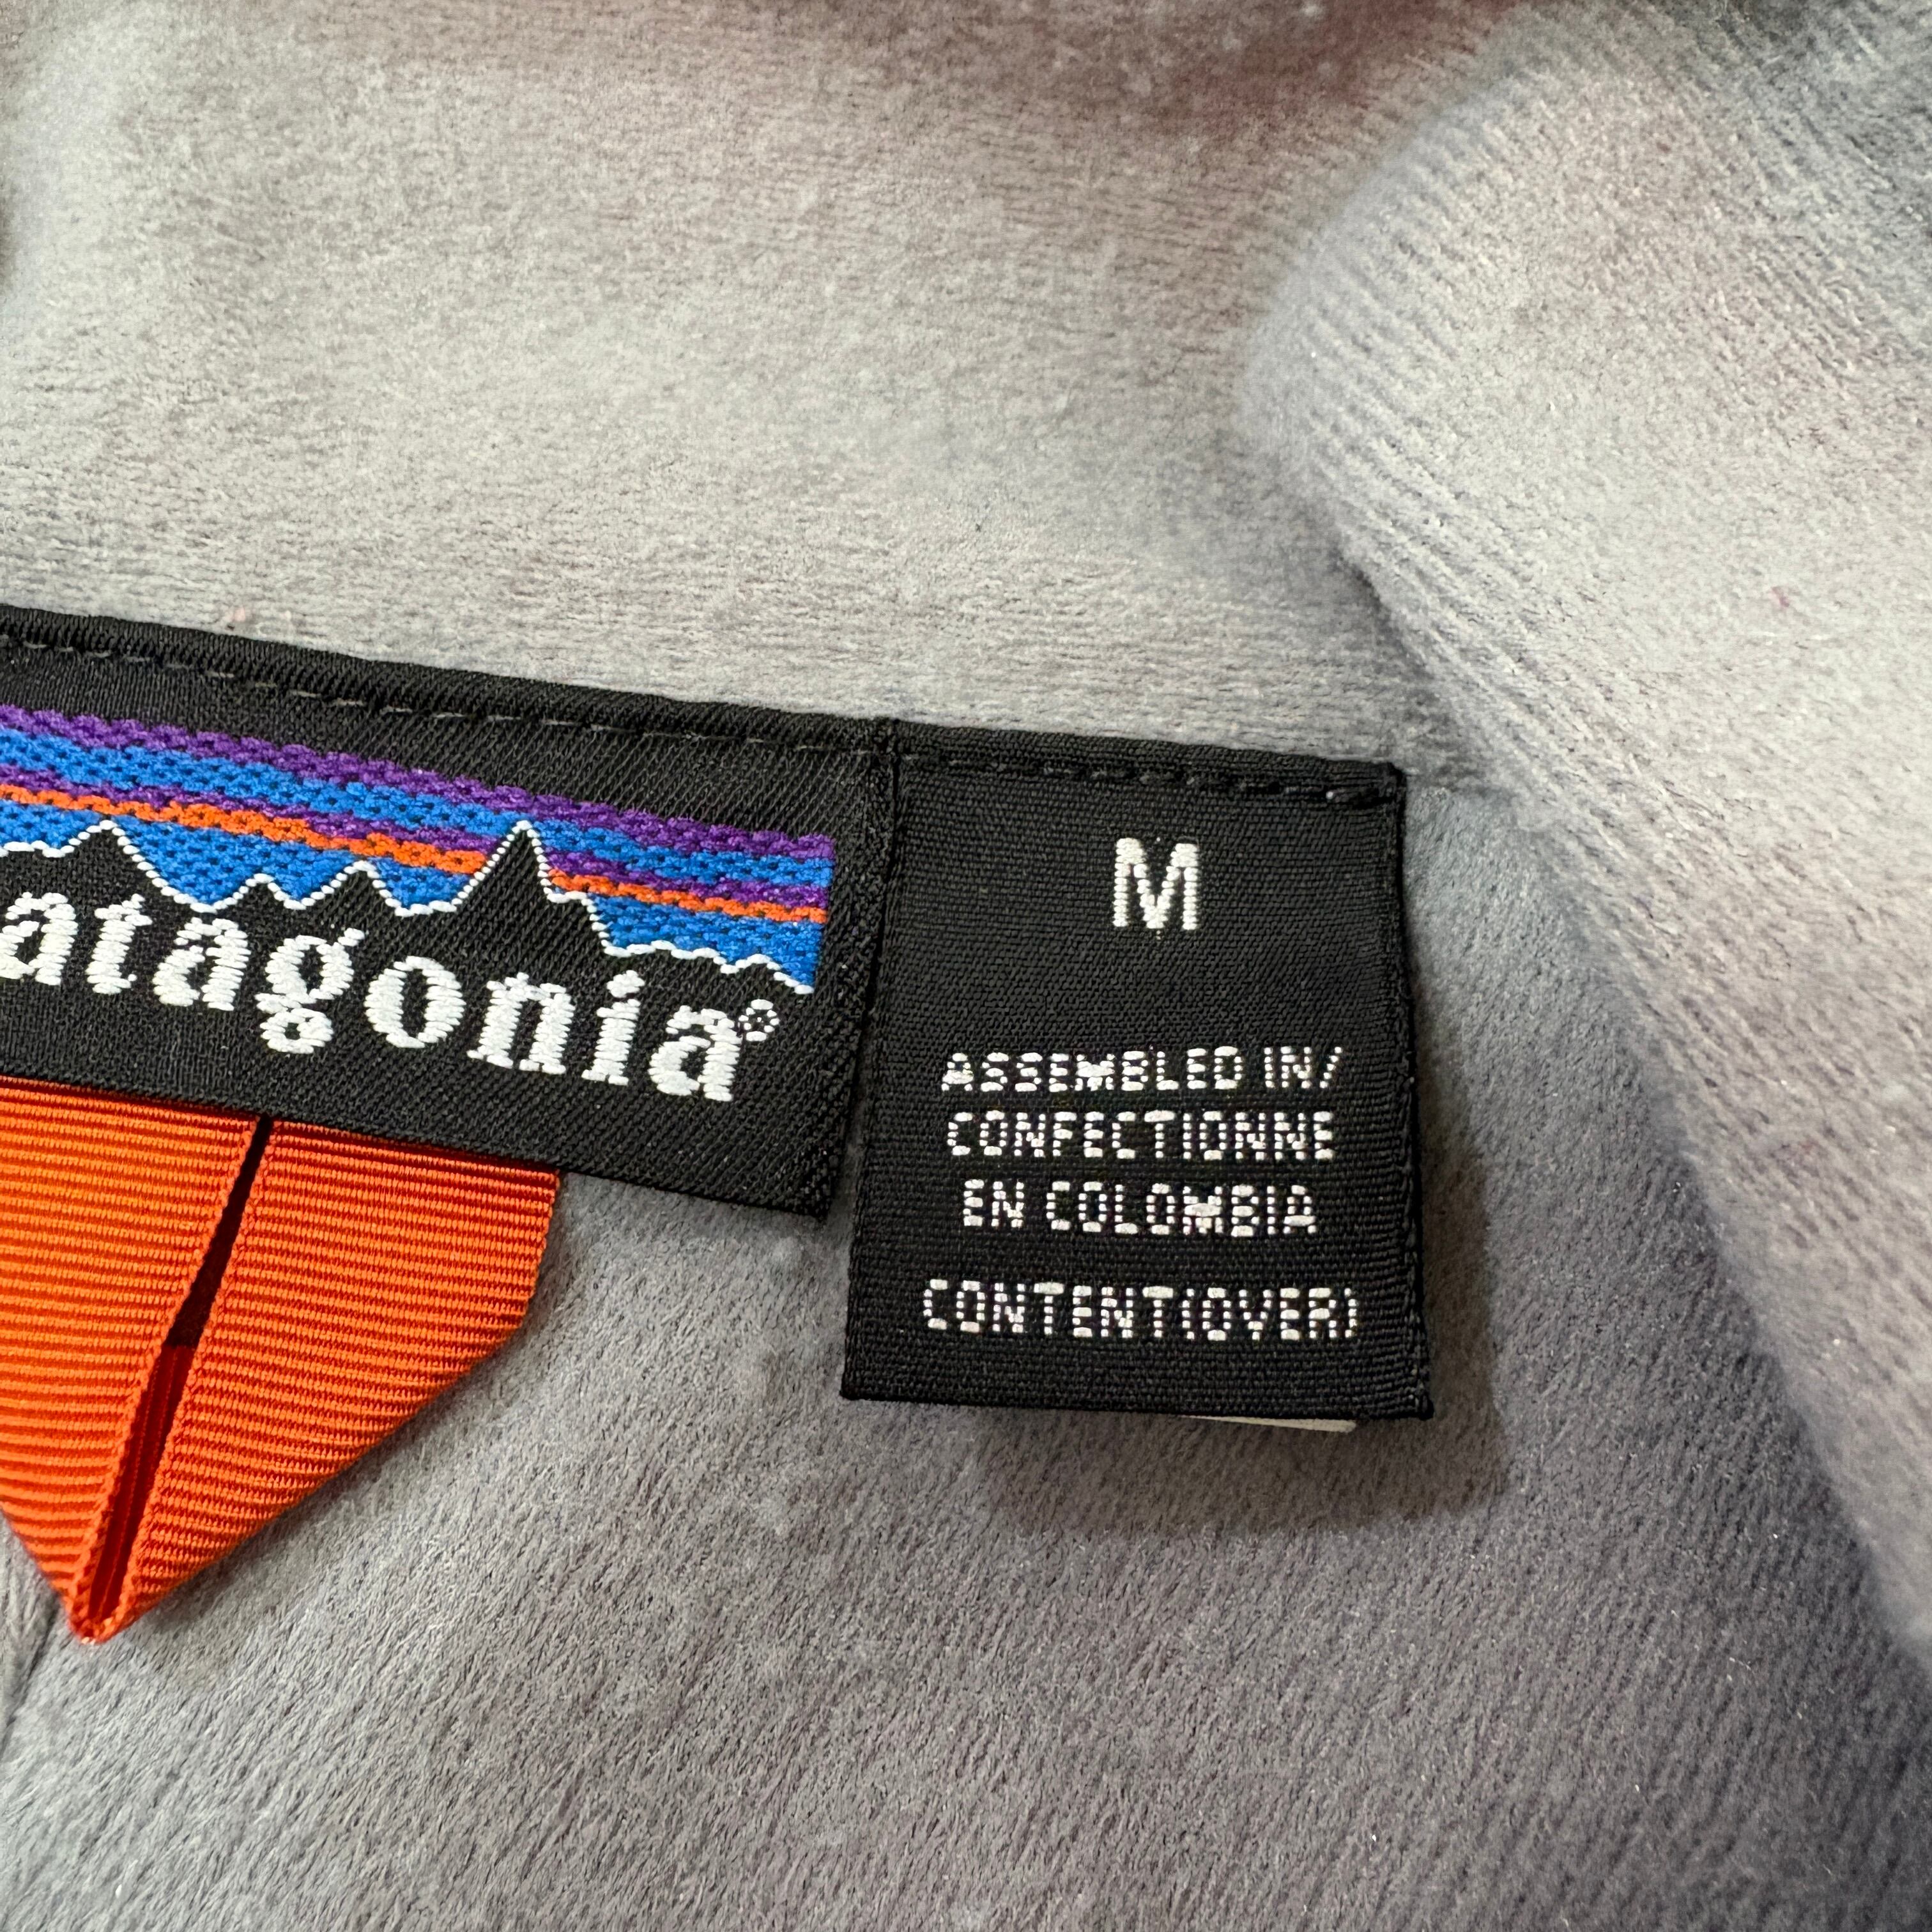 atagonia®
M
ASSEMBLED IN/
CONFECTIONNE
EN COLOMBIA
CONTENT(OVER)